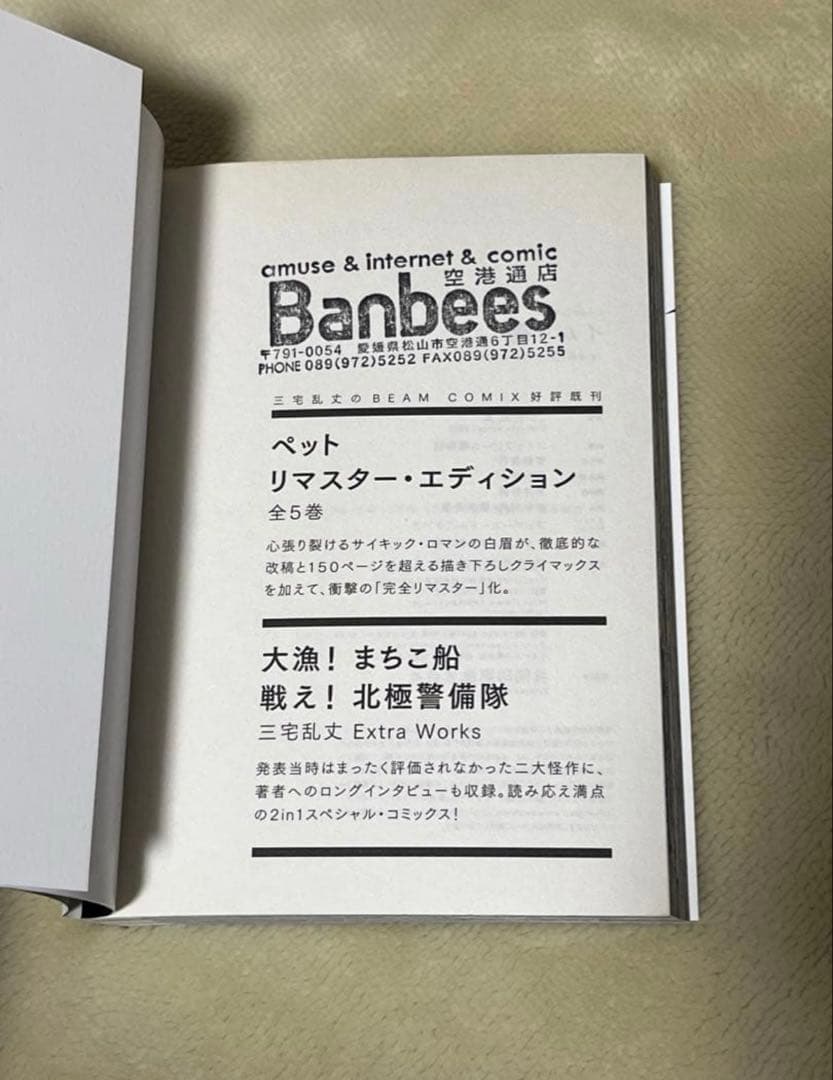 amuse & internet & comic
空港通店
Banbees
〒791-0054 愛媛県松山市空港通6丁目12-1
PHONE 089(972)5252 FAX089(972)5255
三宅乱丈のBEAM COMIX好評既刊
ペット
リマスター・エディション
全5巻
心張り裂けるサイキック・ロマンの白眉が、徹底的な
改稿と150ページを超える描き下ろしクライマックス
を加えて、衝撃の「完全リマスター」化。
大漁！まちこ船
戦え！北極警備隊
三宅乱丈 Extra Works
発表当時はまったく評価されなかった二大怪作に、
著者へのロングインタビューも収録。読み応え満点
の2in1スペシャル・コミックス！